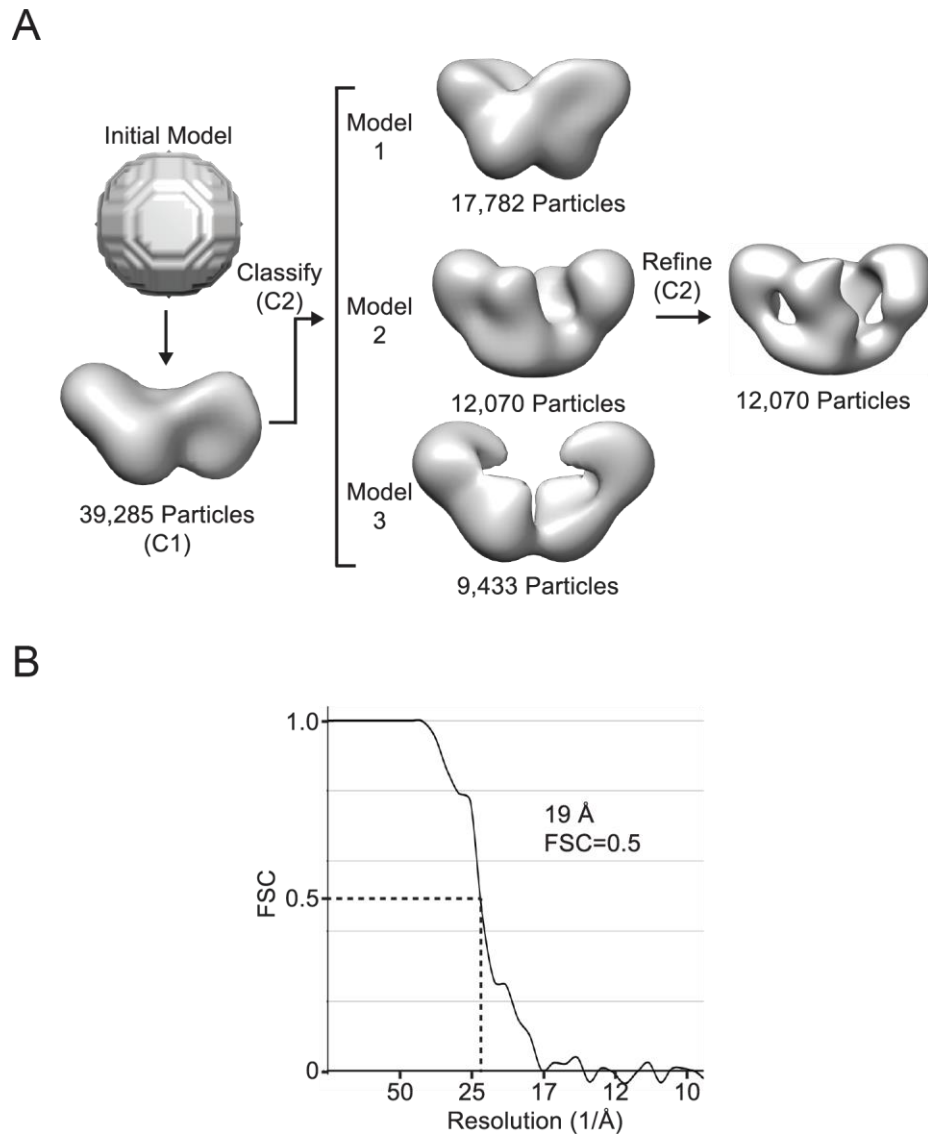 A
Initial Model
39,285 Particles
(C1)
Classify
(C2)
Model
1
17,782 Particles
Model
2
12,070 Particles
Refine
(C2)
12,070 Particles
Model
3
9,433 Particles
B
FSC
1.0
0.5
0
19 Å
FSC=0.5
50 25 17 12 10
Resolution (1/Å)